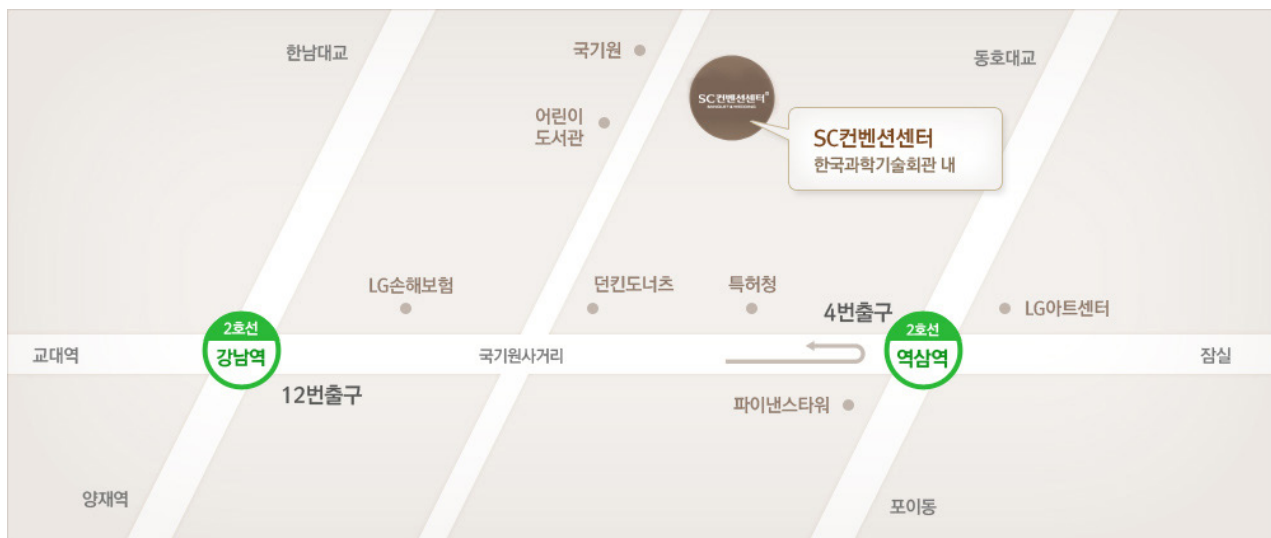 한남대교
국기원
동호대교
SC컨벤션센터
어린이
도서관
SC컨벤션센터
한국과학기술회관 내
LG손해보험
던킨도너츠
특허청
4번출구
LG아트센터
2호선
강남역
2호선
역삼역
교대역
국기원사거리
잠실
12번출구
파이낸스타워
양재역
포이동